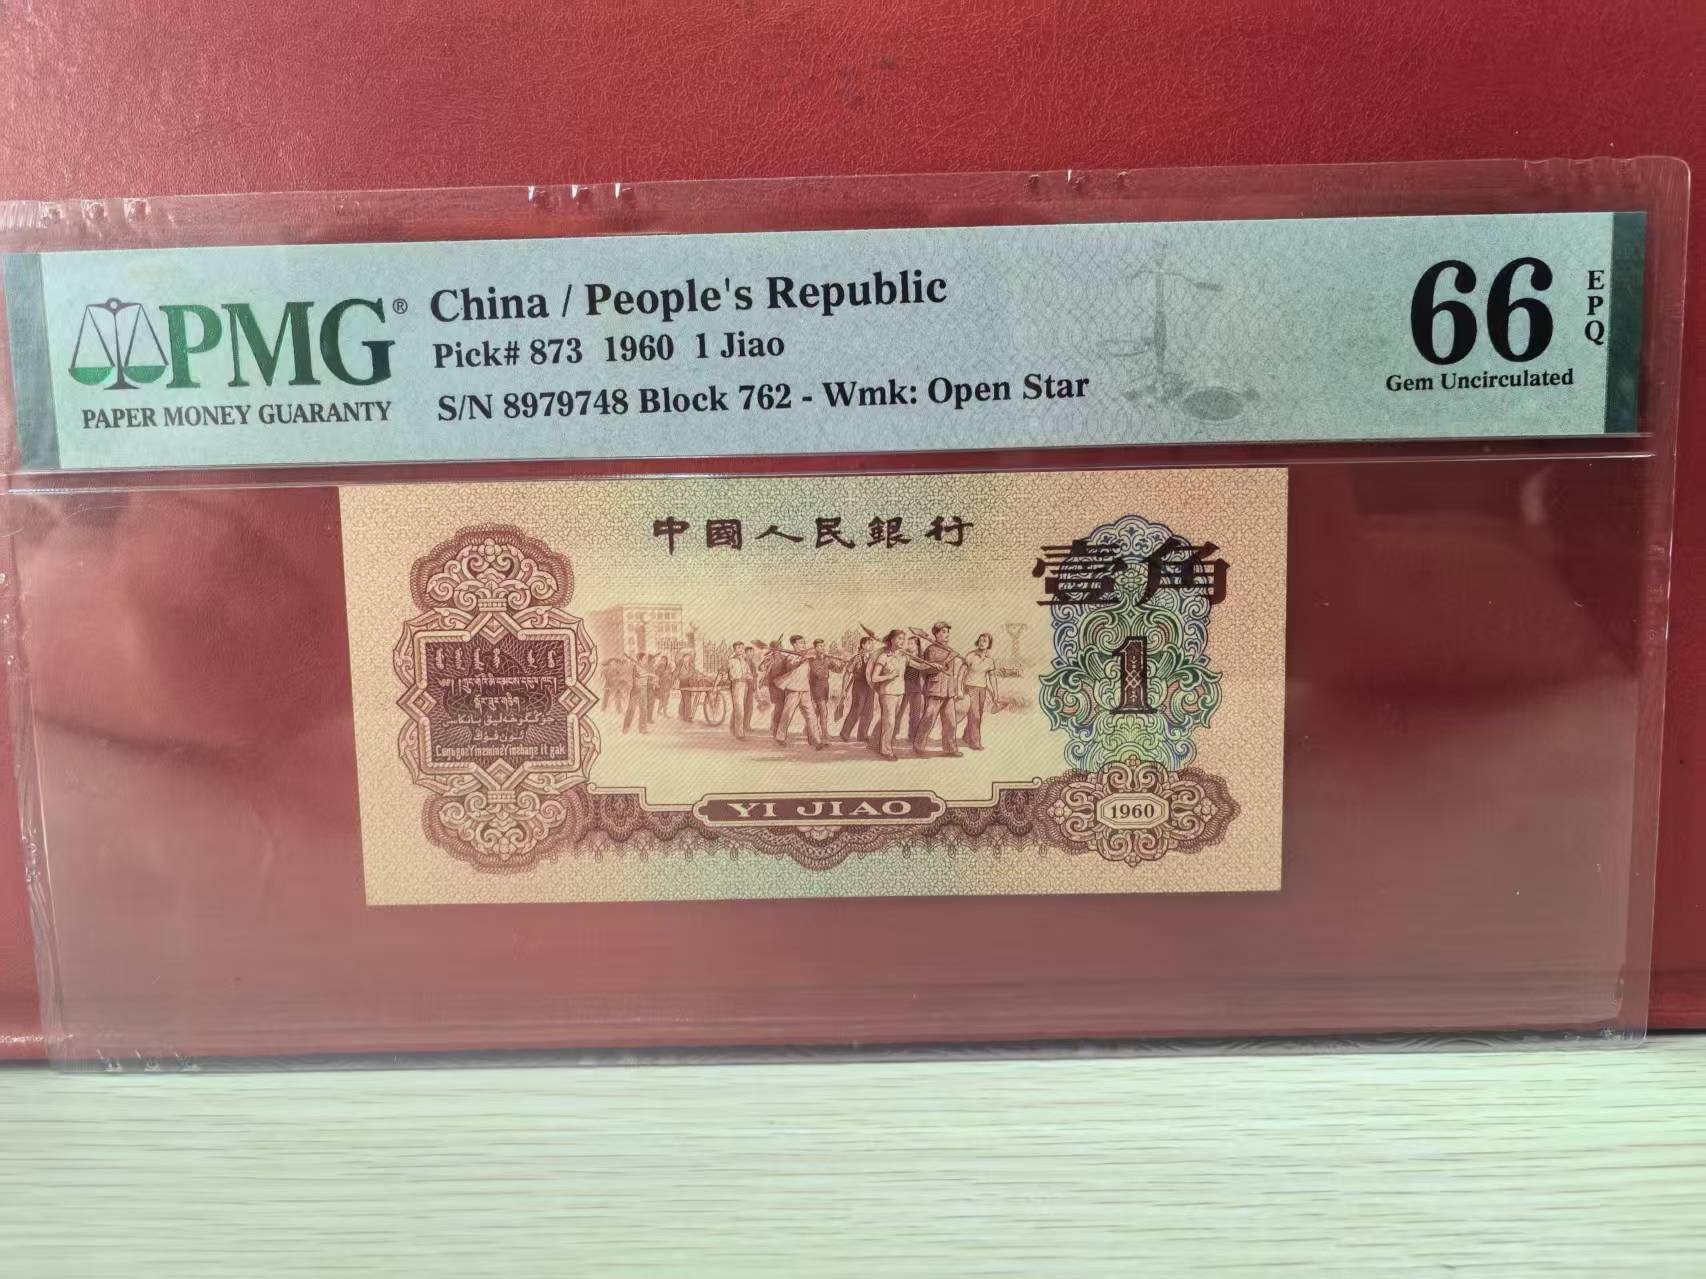 PMG®
PAPER MONEY GUARANTY
China / People's Republic
Pick# 873 1960 1 Jiao
S/N 8979748 Block 762 - Wmk: Open Star
66
EPQ
Gem Uncirculated
中國人民銀行
壹角
1
YI JIAO
1960